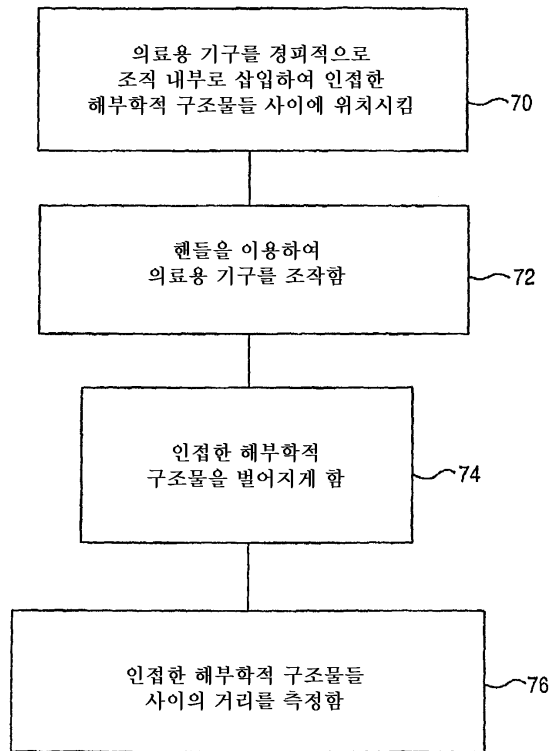 의료용 기구를 경피적으로
조직 내부로 삽입하여 인접한
해부학적 구조물들 사이에 위치시킴
70
핸들을 이용하여
의료용 기구를 조작함
72
인접한 해부학적
구조물을 벌어지게 함
74
인접한 해부학적 구조물들
사이의 거리를 측정함
76